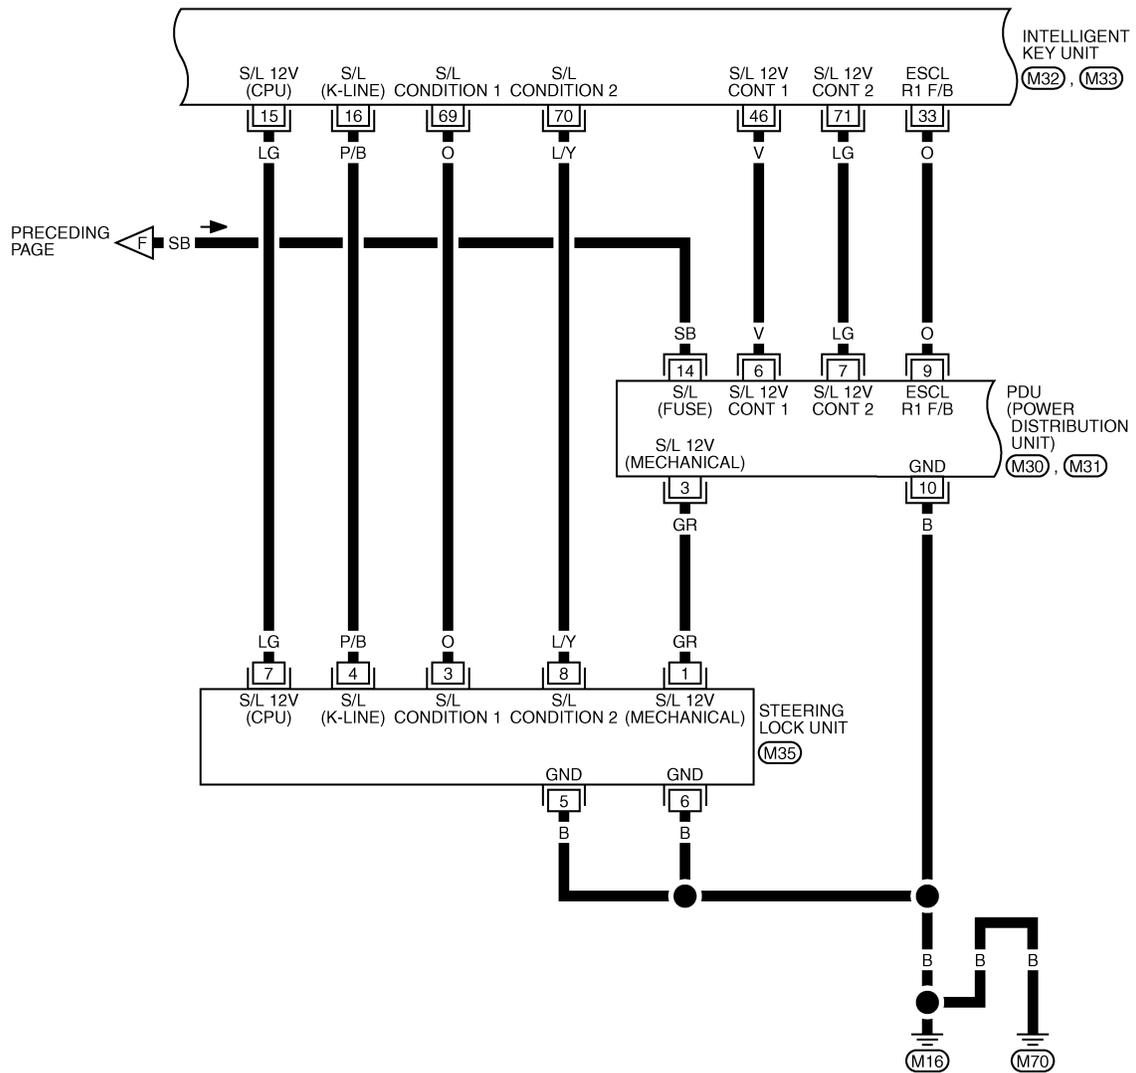 INTELLIGENT
KEY UNIT
M32 , M33
S/L 12V
(CPU)
S/L
(K-LINE)
S/L
CONDITION 1
S/L
CONDITION 2
S/L 12V
CONT 1
S/L 12V
CONT 2
ESCL
R1 F/B
15 16 69 70 46 71 33
LG P/B O L/Y V LG O
PRECEDING
PAGE
F SB
SB V LG O
14 6 7 9
S/L
(FUSE)
S/L 12V
CONT 1
S/L 12V
CONT 2
ESCL
R1 F/B
PDU
(POWER
DISTRIBUTION
UNIT)
M30 , M31
S/L 12V
(MECHANICAL)
GND
3 10
GR B
LG P/B O L/Y GR
7 4 3 8 1
S/L 12V
(CPU)
S/L
(K-LINE)
S/L
CONDITION 1
S/L
CONDITION 2
S/L 12V
(MECHANICAL)
STEERING
LOCK UNIT
M35
GND GND
5 6
B B
B B B
M16 M70